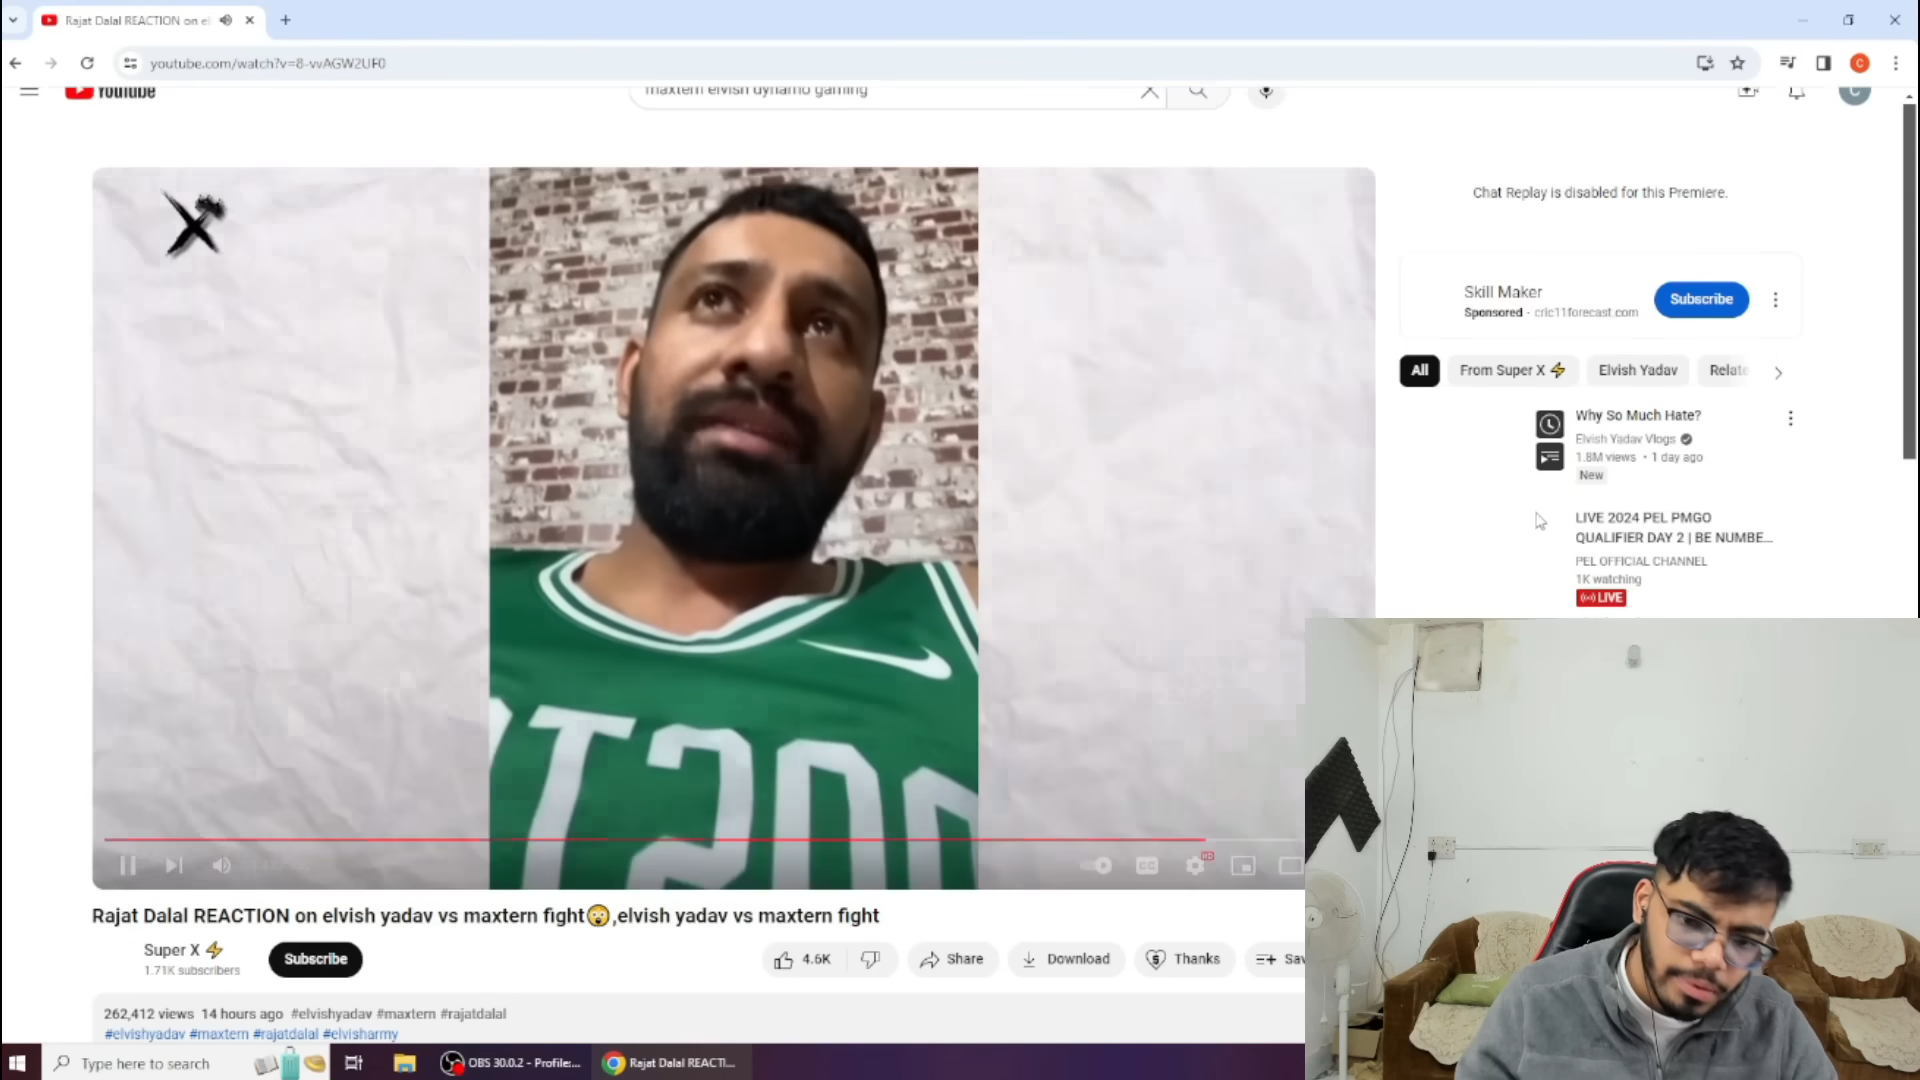 Rajat Dalal REACTION on el
youtube.com/watch?v=8-vvAGW2UF0
C
YouTube
maxtern elvish dynamo gaming
C
X
Chat Replay is disabled for this Premiere.
Skill Maker
Sponsored · cric11forecast.com
Subscribe
All
From Super X ⚡
Elvish Yadav
Relate
Why So Much Hate?
Elvish Yadav Vlogs
1.8M views • 1 day ago
New
LIVE 2024 PEL PMGO
QUALIFIER DAY 2 | BE NUMBE...
PEL OFFICIAL CHANNEL
1K watching
LIVE
CC
HD
Rajat Dalal REACTION on elvish yadav vs maxtern fight😲,elvish yadav vs maxtern fight
Super X ⚡
1.71K subscribers
Subscribe
4.6K
Share
Download
Thanks
Sav
262,412 views 14 hours ago #elvishyadav #maxtern #rajatdalal
#elvishyadav #maxtern #rajatdalal #elvisharmy
Type here to search
OBS 30.0.2 - Profile:...
Rajat Dalal REACTI...